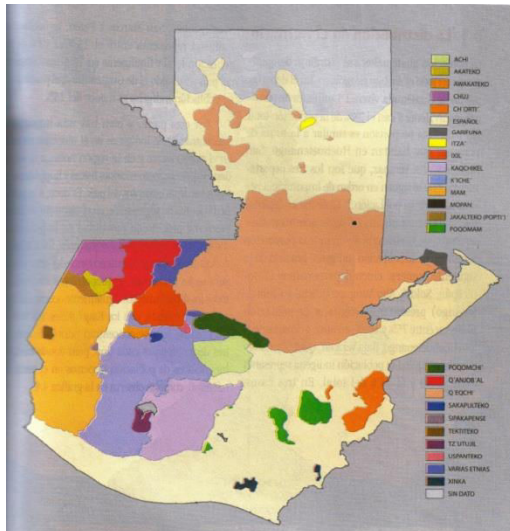 ACHI
AKATEKO
AWAKATEKO
CHUJ
CH´ORTI´
ESPAÑOL
GARIFUNA
ITZA´
IXIL
KAQCHIKEL
K´ICHE´
MAM
MOPAN
JAKALTEKO (POPTI´)
POQOMAM
POQOMCHI´
Q´ANJOB´AL
Q´EQCHI´
SAKAPULTEKO
SIPAKAPENSE
TEKTITEKO
TZ´UTUJIL
USPANTEKO
VARIAS ETNIAS
XINKA
SIN DATO